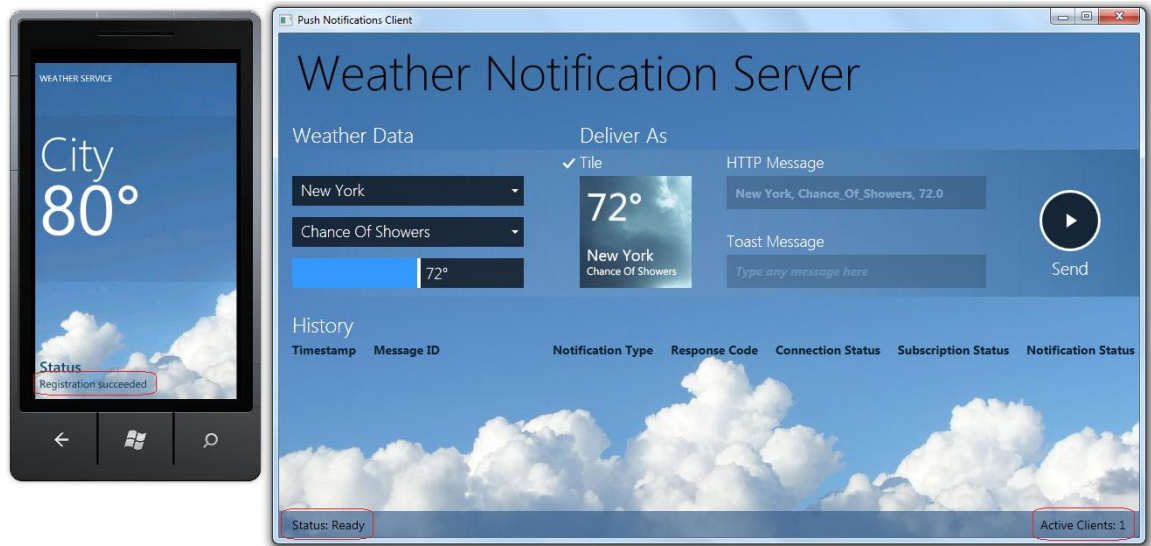 WEATHER SERVICE
City
80°
Status
Registration succeeded
Push Notifications Client
Weather Notification Server
Weather Data
Deliver As
Tile
HTTP Message
New York
72°
New York, Chance_Of_Showers, 72.0
Chance Of Showers
Toast Message
New York
Chance Of Showers
72°
Type any message here
Send
History
Timestamp Message ID Notification Type Response Code Connection Status Subscription Status Notification Status
Status: Ready
Active Clients: 1